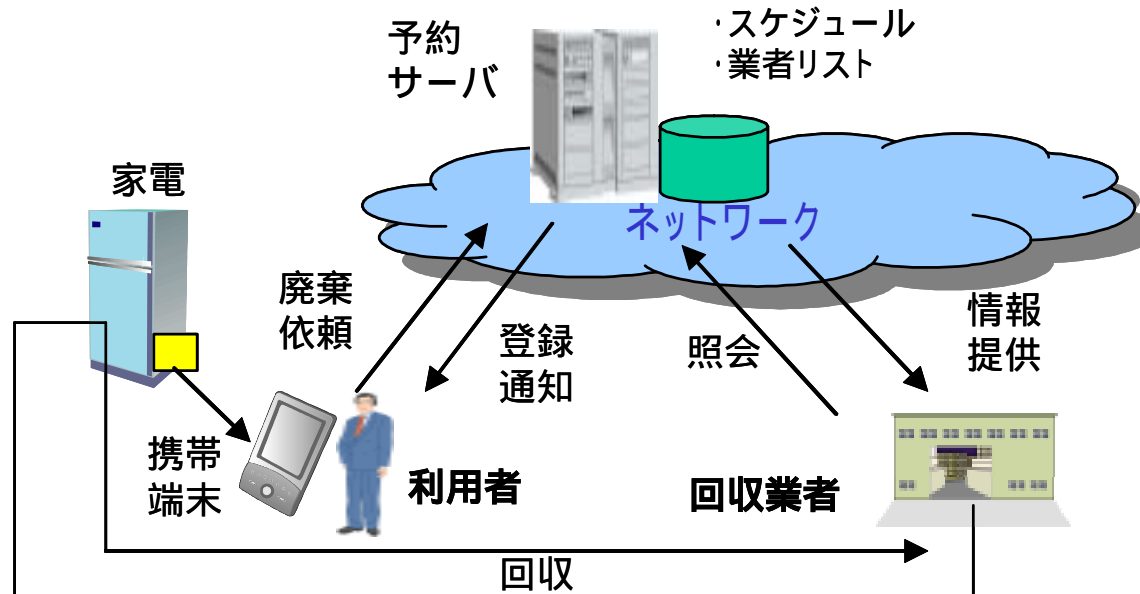 予約
サーバ
・スケジュール
・業者リスト
家電
ネットワーク
廃棄
依頼
登録
通知
照会
情報
提供
携帯
端末
利用者
回収業者
回収